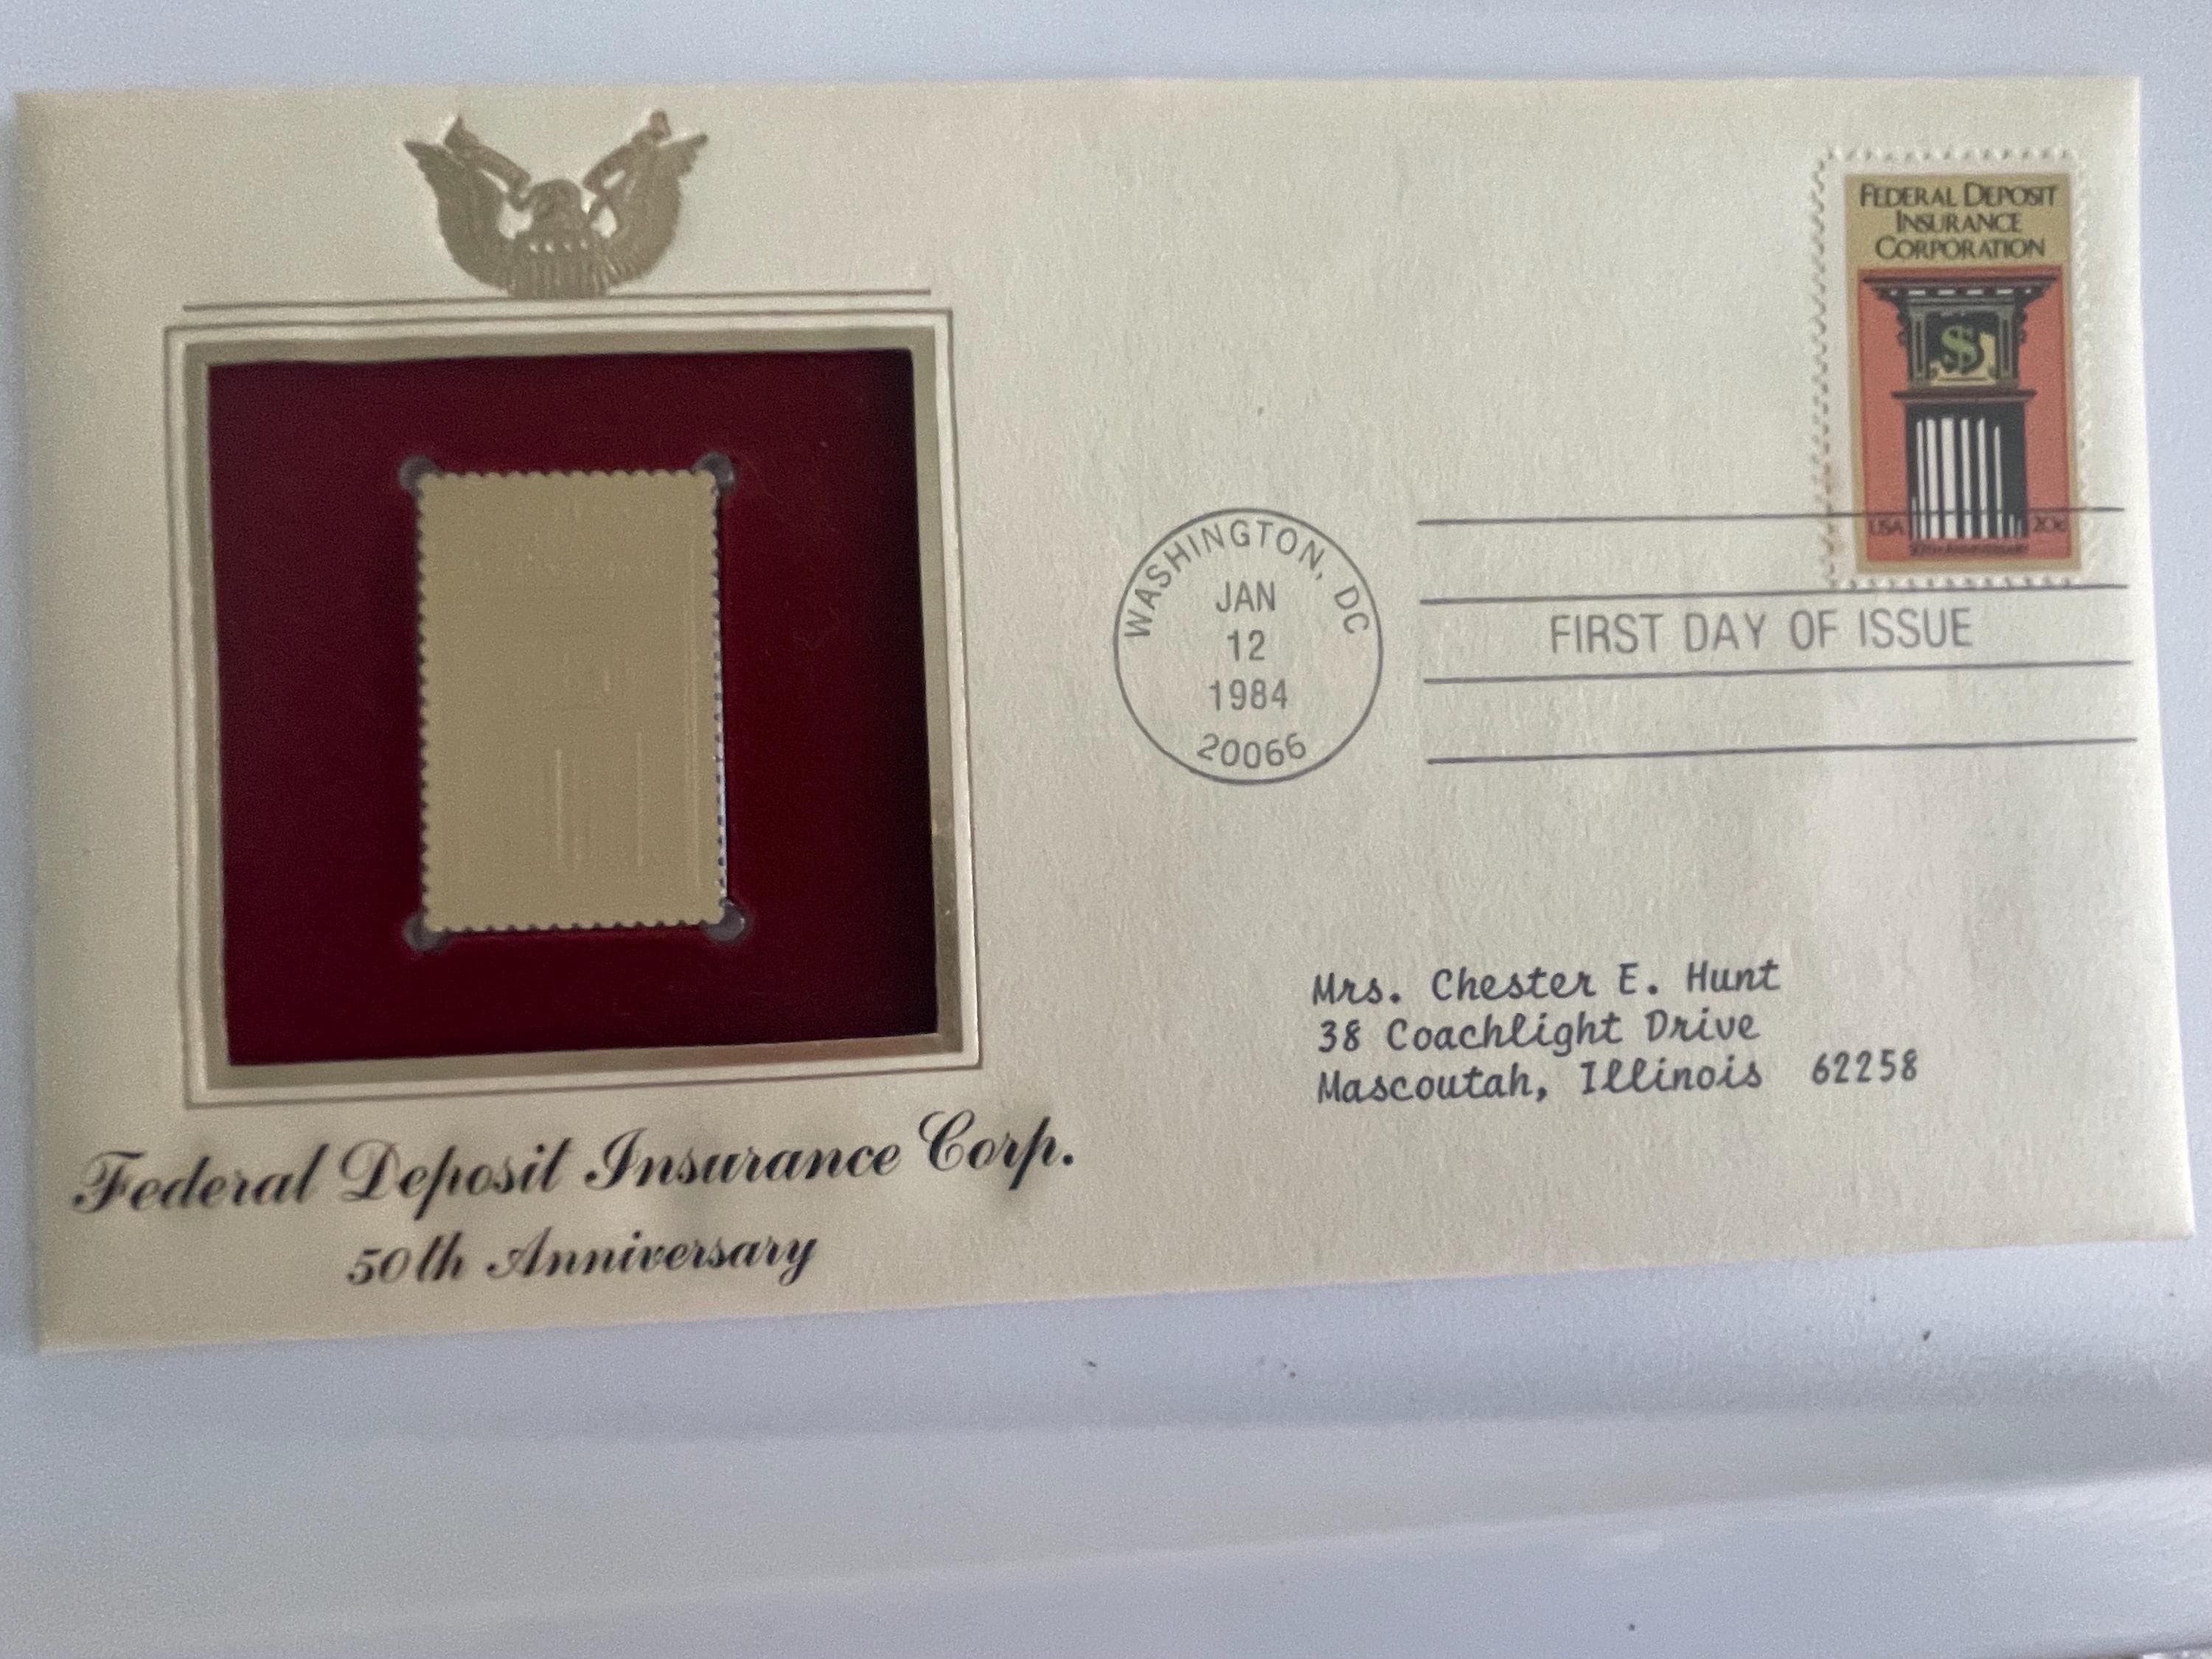 FEDERAL DEPOSIT
INSURANCE
CORPORATION
$
USA 20c
WASHINGTON, DC
JAN
12
1984
20066
FIRST DAY OF ISSUE
Mrs. Chester E. Hunt
38 Coachlight Drive
Mascoutah, Illinois 62258
Federal Deposit Insurance Corp.
50th Anniversary